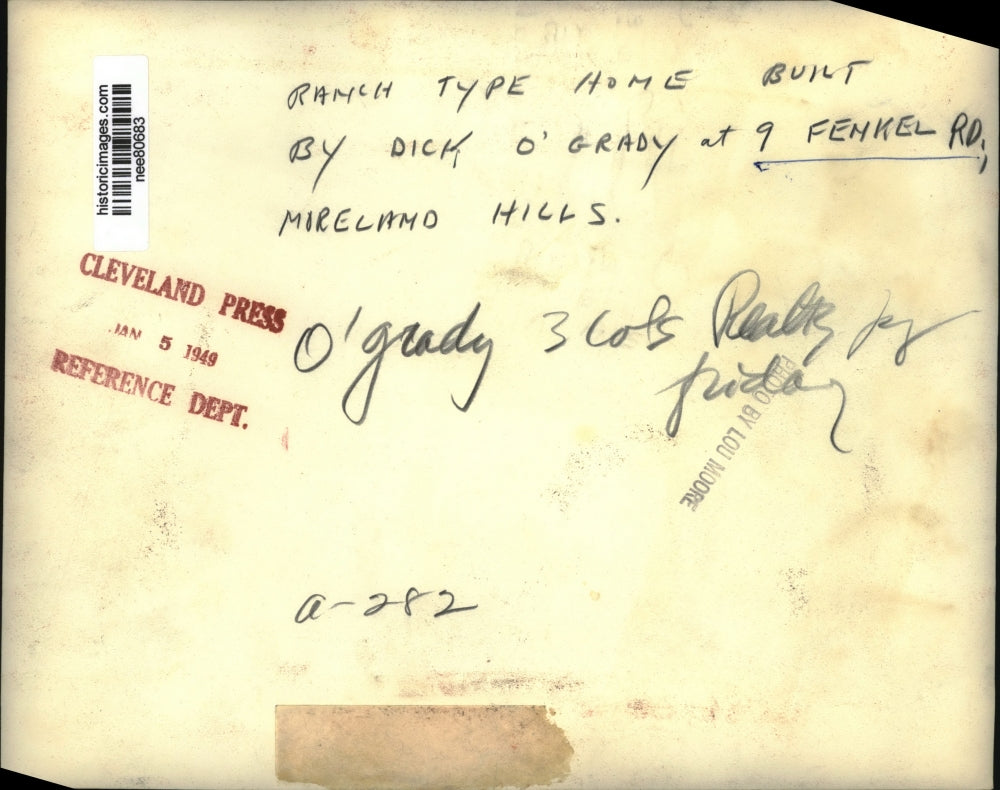 historicimages.com
nee80683
RANCH TYPE HOME BUILT
BY DICK O'GRADY at 9 FENKEL RD,
MORELAND HILLS.
CLEVELAND PRESS
JAN 5 1949
REFERENCE DEPT.
O'grady 3 Cols Realty
friday
PHOTO BY LOU MOORE
a-282